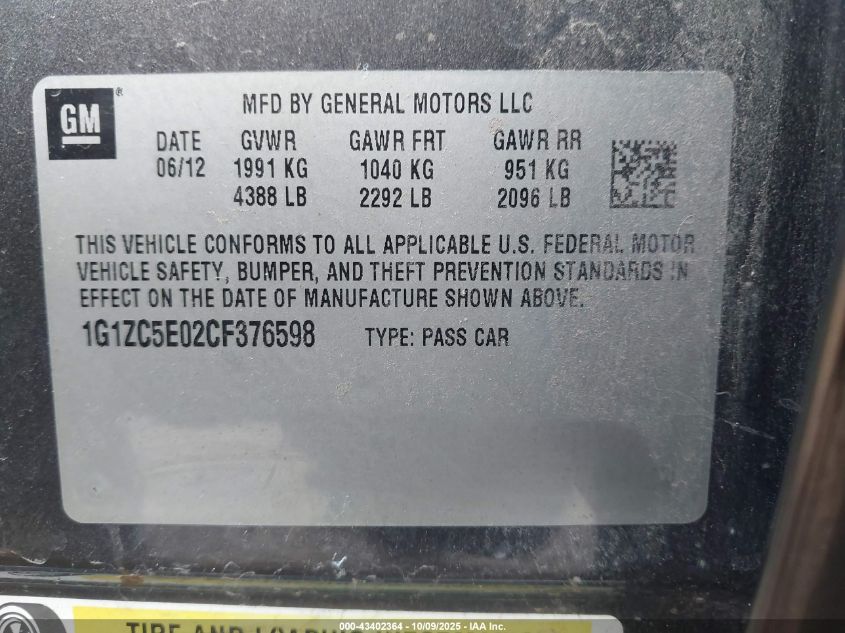 GM ®
MFD BY GENERAL MOTORS LLC
DATE GVWR GAWR FRT GAWR RR
06/12 1991 KG 1040 KG 951 KG
4388 LB 2292 LB 2096 LB
THIS VEHICLE CONFORMS TO ALL APPLICABLE U.S. FEDERAL MOTOR
VEHICLE SAFETY, BUMPER, AND THEFT PREVENTION STANDARDS IN
EFFECT ON THE DATE OF MANUFACTURE SHOWN ABOVE.
1G1ZC5E02CF376598 TYPE: PASS CAR
TIRE AND LOADING
000-43402364 - 10/09/2025 - IAA Inc.